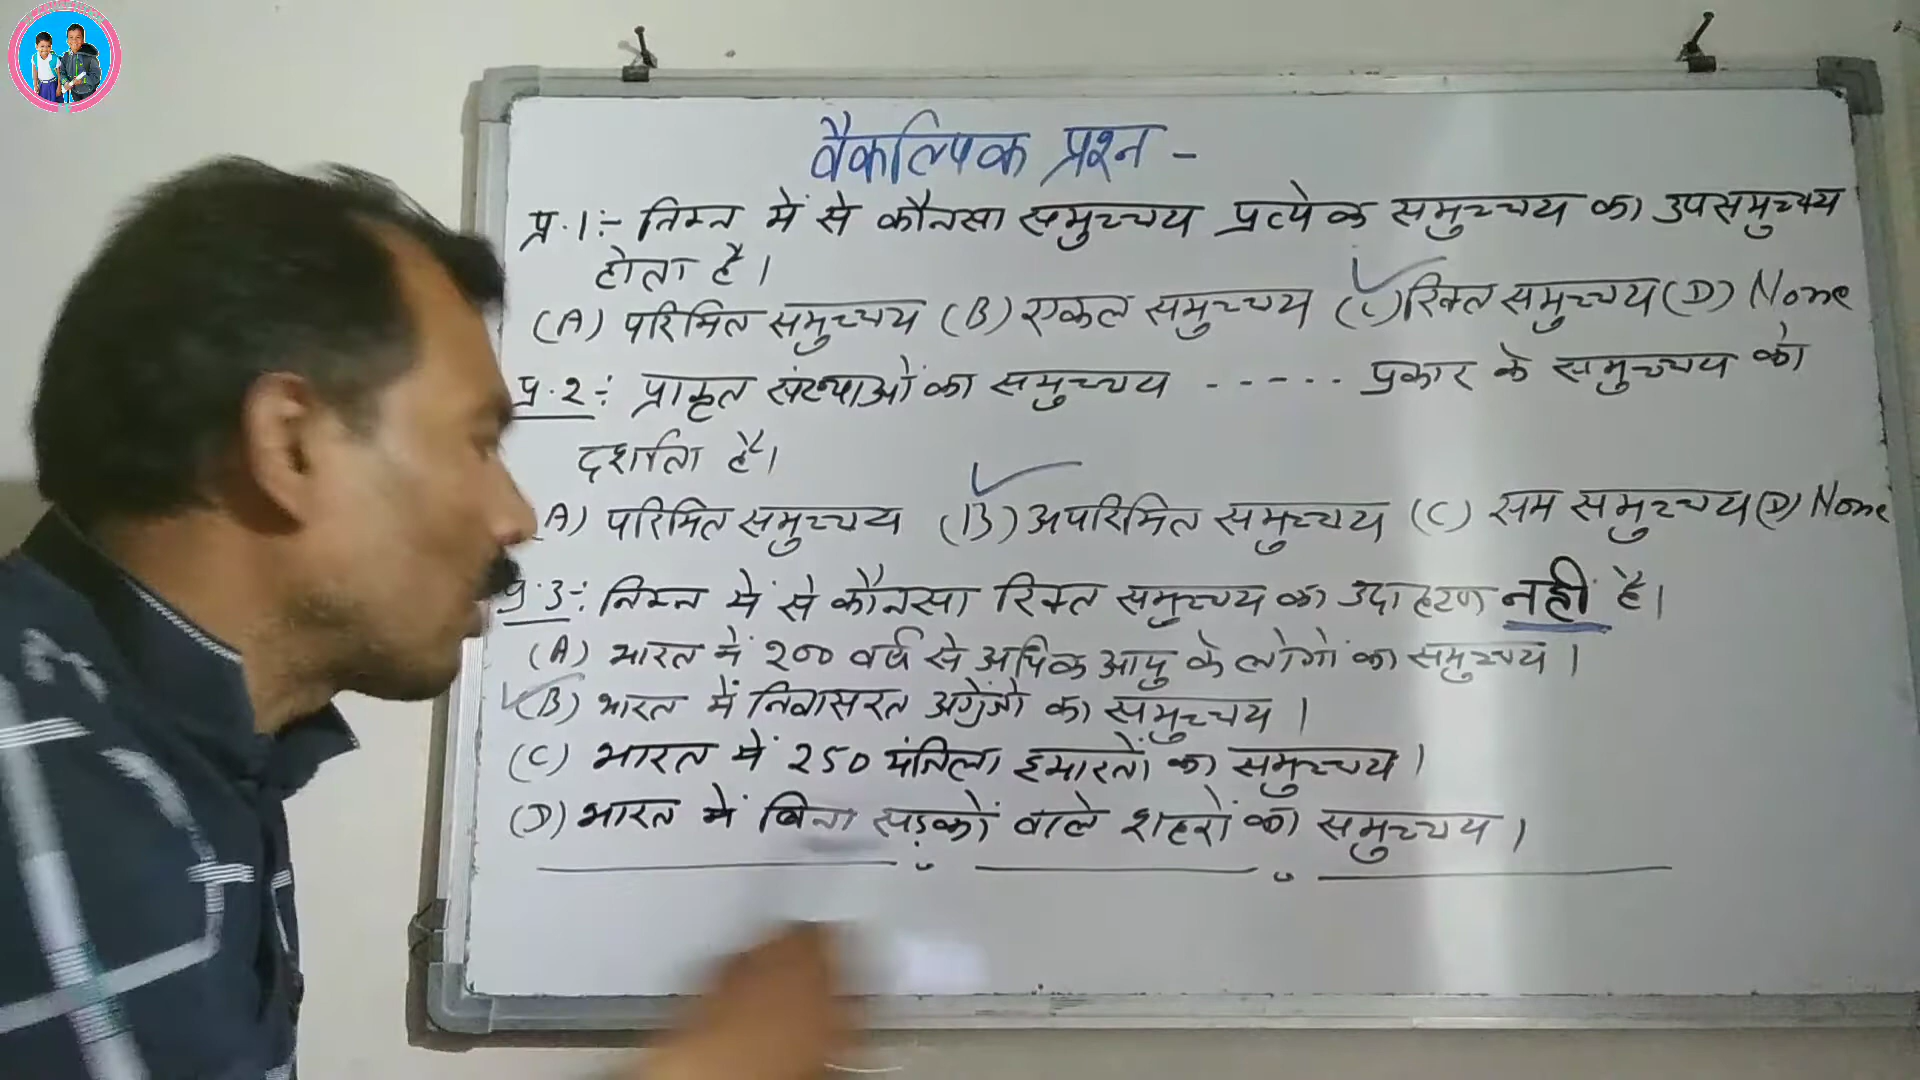 वैकल्पिक प्रश्न -
प्र.1:- निम्न में से कौनसा समुच्चय प्रत्येक समुच्चय का उपसमुच्चय
होता है।
(A) परिमित समुच्चय (B) एकल समुच्चय (C) रिक्त समुच्चय (D) None
प्र.2:- प्राकृत संख्याओं का समुच्चय ------ प्रकार के समुच्चय को
दर्शाता है।
A) परिमित समुच्चय (B) अपरिमित समुच्चय (C) सम समुच्चय (D) None
प्र.3:- निम्न में से कौनसा रिक्त समुच्चय का उदाहरण नहीं है।
(A) भारत में 200 वर्ष से अधिक आयु के लोगों का समुच्चय।
(B) भारत में निवासरत अंग्रेजों का समुच्चय।
(C) भारत में 250 मंजिला इमारतों का समुच्चय।
(D) भारत में बिना सड़कों वाले शहरों का समुच्चय।